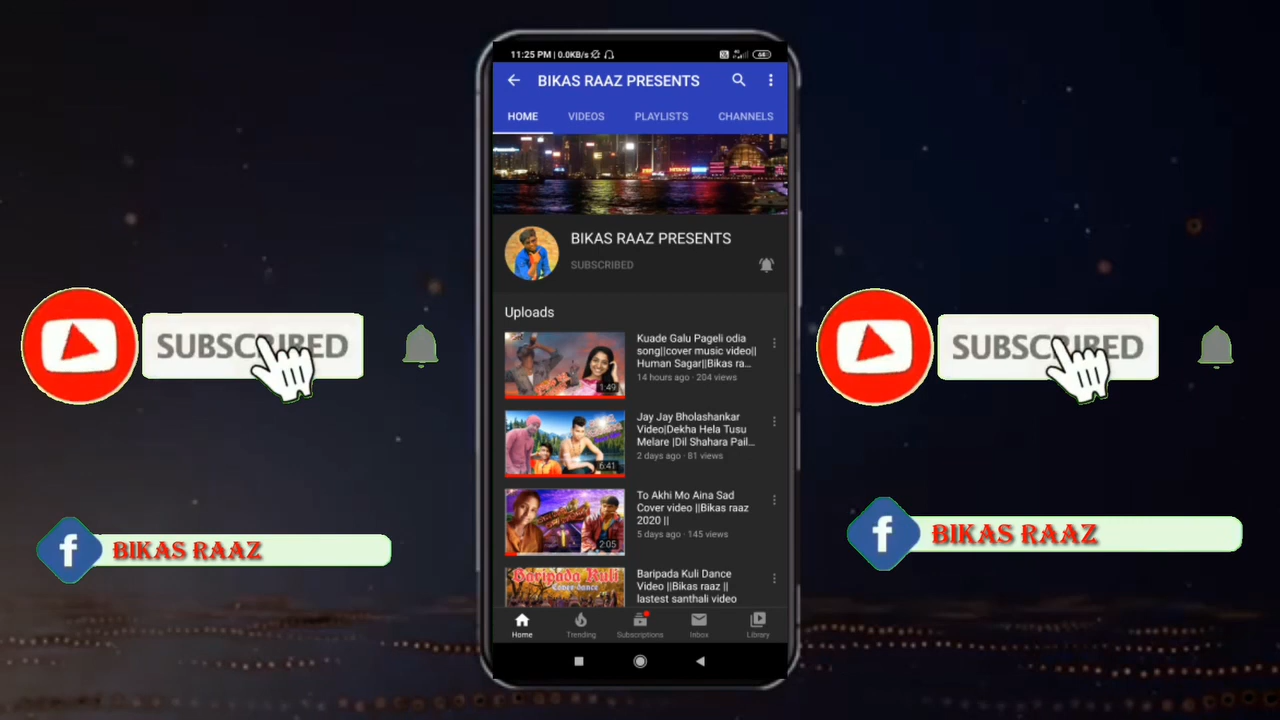 11:25 PM | 0.0KB/s
44
BIKAS RAAZ PRESENTS
HOME VIDEOS PLAYLISTS CHANNELS
HITACHI
BIKAS RAAZ PRESENTS
SUBSCRIBED
Uploads
Kuade Galu Pageli odia
song||cover music video||
Human Sagar||Bikas ra...
14 hours ago · 204 views
1:49
Jay Jay Bholashankar
Video|Dekha Hela Tusu
Melare |Dil Shahara Pail...
2 days ago · 81 views
6:41
To Akhi Mo Aina Sad
Cover video ||Bikas raaz
2020 ||
5 days ago · 145 views
2:05
Baripada Kuli
Cover dance
Baripada Kuli Dance
Video ||Bikas raaz ||
lastest santhali video
Home Trending Subscriptions Inbox Library
SUBSCRIBED
SUBSCRIBED
f BIKAS RAAZ
f BIKAS RAAZ